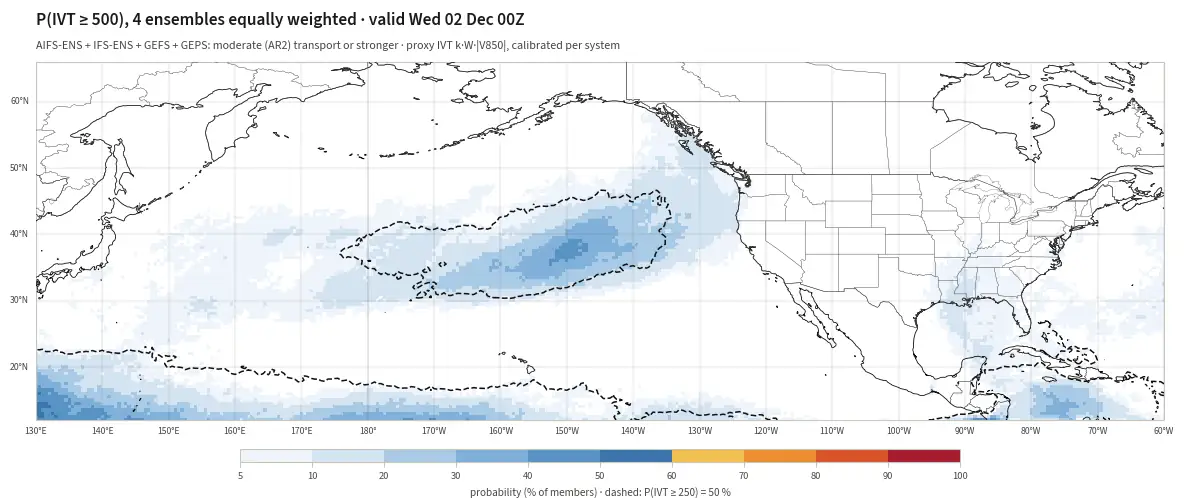 P(IVT ≥ 500), 4 ensembles equally weighted · valid Wed 02 Dec 00Z
AIFS-ENS + IFS-ENS + GEFS + GEPS: moderate (AR2) transport or stronger · proxy IVT k·W·|V850|, calibrated per system
60°N
50°N
40°N
30°N
20°N
130°E 140°E 150°E 160°E 170°E 180° 170°W 160°W 150°W 140°W 130°W 120°W 110°W 100°W 90°W 80°W 70°W 60°W
5 10 20 30 40 50 60 70 80 90 100
probability (% of members) · dashed: P(IVT ≥ 250) = 50 %